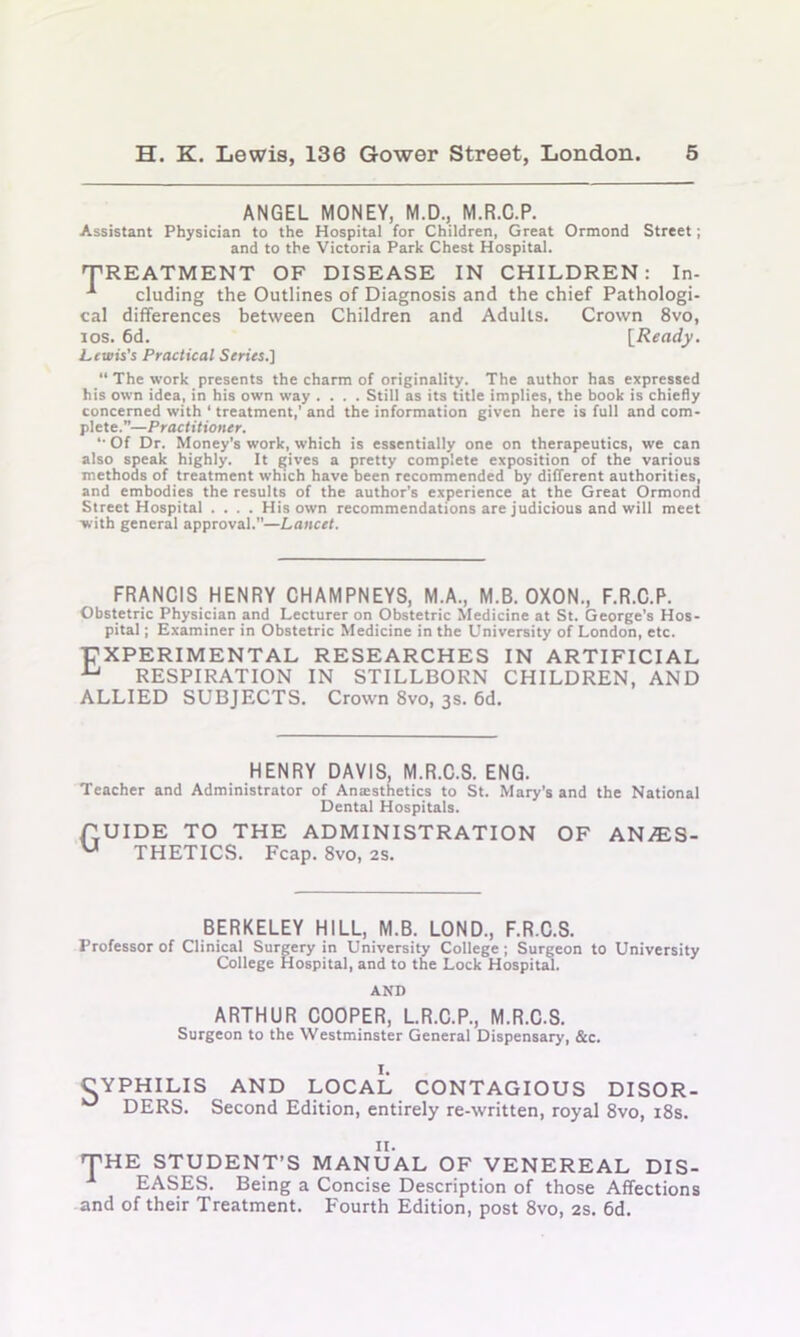 H. K. Lewis, 136 Gower Street, London. 5
ANGEL MONEY, M.D., M.R.C.P.
Assistant Physician to the Hospital for Children, Great Ormond Street;
and to the Victoria Park Chest Hospital.
TREATMENT OF DISEASE IN CHILDREN: In-
cluding the Outlines of Diagnosis and the chief Pathologi-
cal differences between Children and Adults. Crown 8vo,
10s. 6d. [Ready.
Lewis's Practical Series.]
“ The work presents the charm of originality. The author has expressed
his own idea, in his own way . . . . Still as its title implies, the book is chiefly
concerned with ‘ treatment,’ and the information given here is full and com-
plete.”—Practitioner.
“ Of Dr. Money’s work, which is essentially one on therapeutics, we can
also speak highly. It gives a pretty complete exposition of the various
methods of treatment which have been recommended by different authorities,
and embodies the results of the author’s experience at the Great Ormond
Street Hospital . . . . His own recommendations are judicious and will meet
with general approval.”—Lancet.
FRANCIS HENRY CHAMPNEYS, M.A., M.B. OXON., F.R.C.P.
Obstetric Physician and Lecturer on Obstetric Medicine at St. George’s Hos-
pital; Examiner in Obstetric Medicine in the University of London, etc.
EXPERIMENTAL RESEARCHES IN ARTIFICIAL
RESPIRATION IN STILLBORN CHILDREN, AND
ALLIED SUBJECTS. Crown 8vo, 3s. 6d.
HENRY DAVIS, M.R.C.S. ENG.
Teacher and Administrator of Anæsthetics to St. Mary’s and the National
Dental Hospitals.
GUIDE TO THE ADMINISTRATION OF ANÆS-
THETICS. Fcap. 8vo, 2s.
BERKELEY HILL, M.B. LOND., F.R.C.S.
Professor of Clinical Surgery in University College; Surgeon to University
College Hospital, and to the Lock Hospital.
AND
ARTHUR COOPER, L.R.C.P., M.R.C.S.
Surgeon to the Westminster General Dispensary, &c.
I.
SYPHILIS AND LOCAL CONTAGIOUS DISOR-
DERS. Second Edition, entirely re-written, royal 8vo, 18s.
II.
THE STUDENT’S MANUAL OF VENEREAL DIS-
EASES. Being a Concise Description of those Affections
and of their Treatment. Fourth Edition, post 8vo, 2s. 6d.